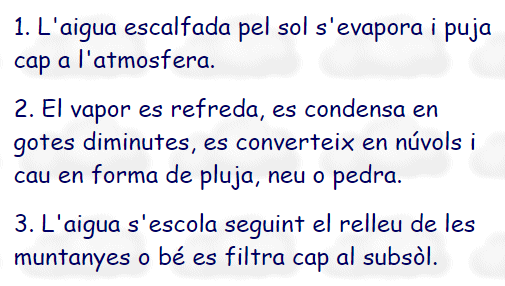 1. L'aigua escalfada pel sol s'evapora i puja
cap a l'atmosfera.
2. El vapor es refreda, es condensa en
gotes diminutes, es converteix en núvols i
cau en forma de pluja, neu o pedra.
3. L'aigua s'escola seguint el relleu de les
muntanyes o bé es filtra cap al subsòl.